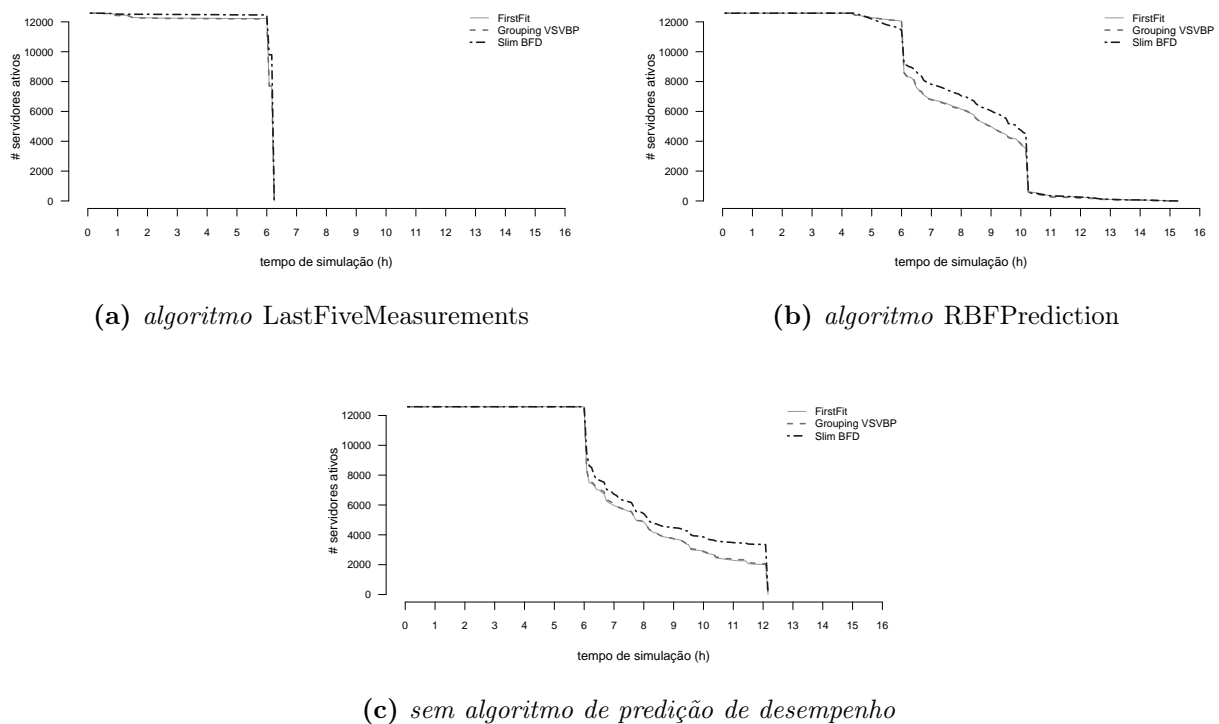 # servidores ativos
12000
10000
8000
6000
4000
2000
0
FirstFit
Grouping VSVBP
Slim BFD
0 1 2 3 4 5 6 7 8 9 10 11 12 13 14 15 16
tempo de simulação (h)
(a) algoritmo LastFiveMeasurements
# servidores ativos
12000
10000
8000
6000
4000
2000
0
FirstFit
Grouping VSVBP
Slim BFD
0 1 2 3 4 5 6 7 8 9 10 11 12 13 14 15 16
tempo de simulação (h)
(b) algoritmo RBFPrediction
# servidores ativos
12000
10000
8000
6000
4000
2000
0
FirstFit
Grouping VSVBP
Slim BFD
0 1 2 3 4 5 6 7 8 9 10 11 12 13 14 15 16
tempo de simulação (h)
(c) sem algoritmo de predição de desempenho